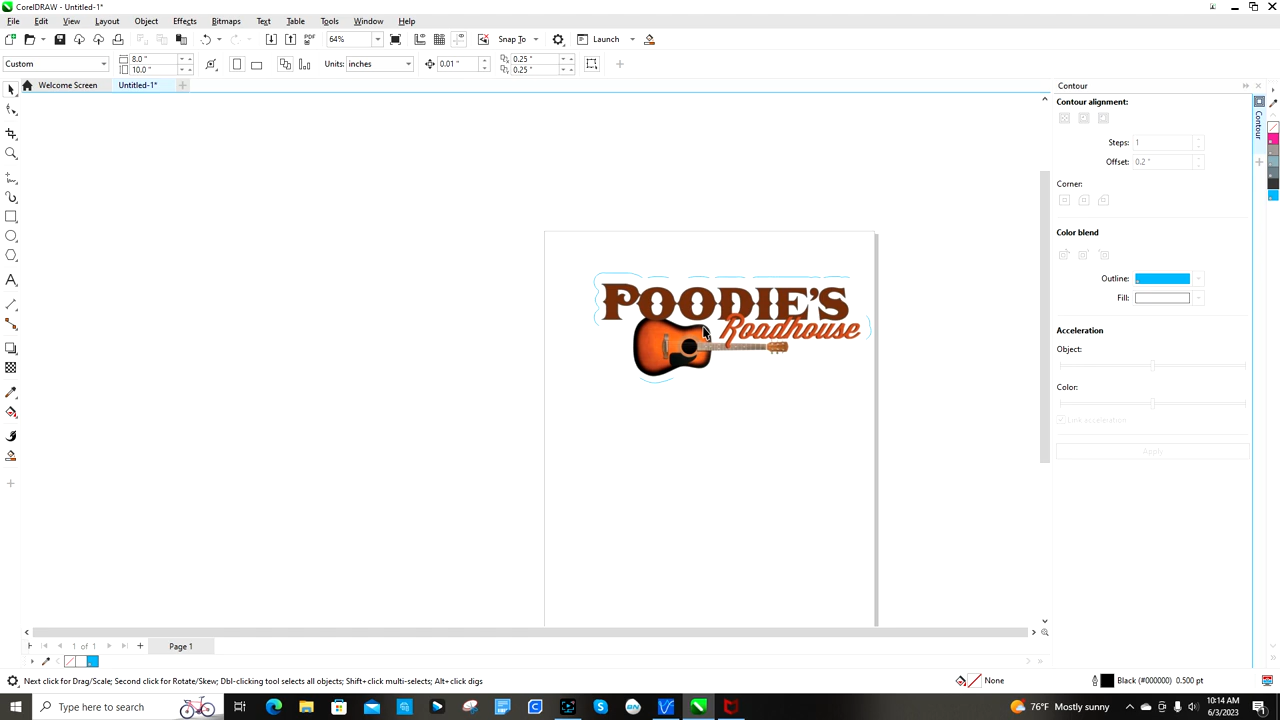 CorelDRAW - Untitled-1*
File Edit View Layout Object Effects Bitmaps Text Table Tools Window Help
PDF 64% Snap To Launch
Custom 8.0 " 10.0 " Units: inches 0.01 " 0.25 " 0.25 "
Welcome Screen Untitled-1*
Contour
Contour alignment:
Steps: 1
Offset: 0.2 "
Corner:
Color blend
Outline:
Fill:
Acceleration
Object:
Color:
Link acceleration
Apply
Contour
POODIE'S
Roadhouse
1 of 1 Page 1
Next click for Drag/Scale; Second click for Rotate/Skew; Dbl-clicking tool selects all objects; Shift+click multi-selects; Alt+click digs
None Black (#000000) 0.500 pt
Type here to search
76°F Mostly sunny
10:14 AM
6/3/2023